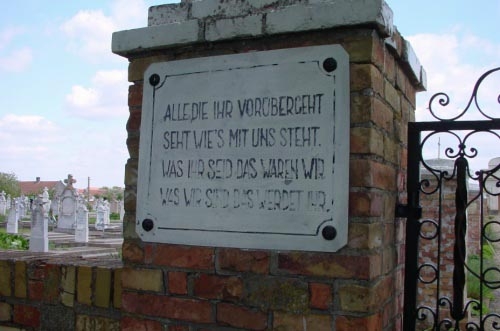 ALLE,DIE IHR VORÜBERGEHT
SEHT WIE'S MIT UNS STEHT.
WAS IHR SEID DAS WAREN WIR
WAS WIR SIND DAS WERDET IHR.